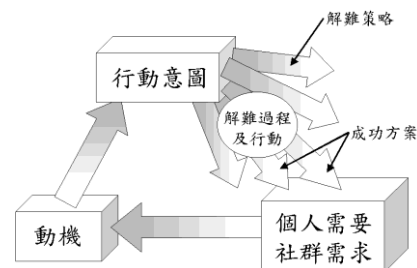 解難策略
行動意圖
解難過程
及行動
成功方案
動機
個人需要
社群需求